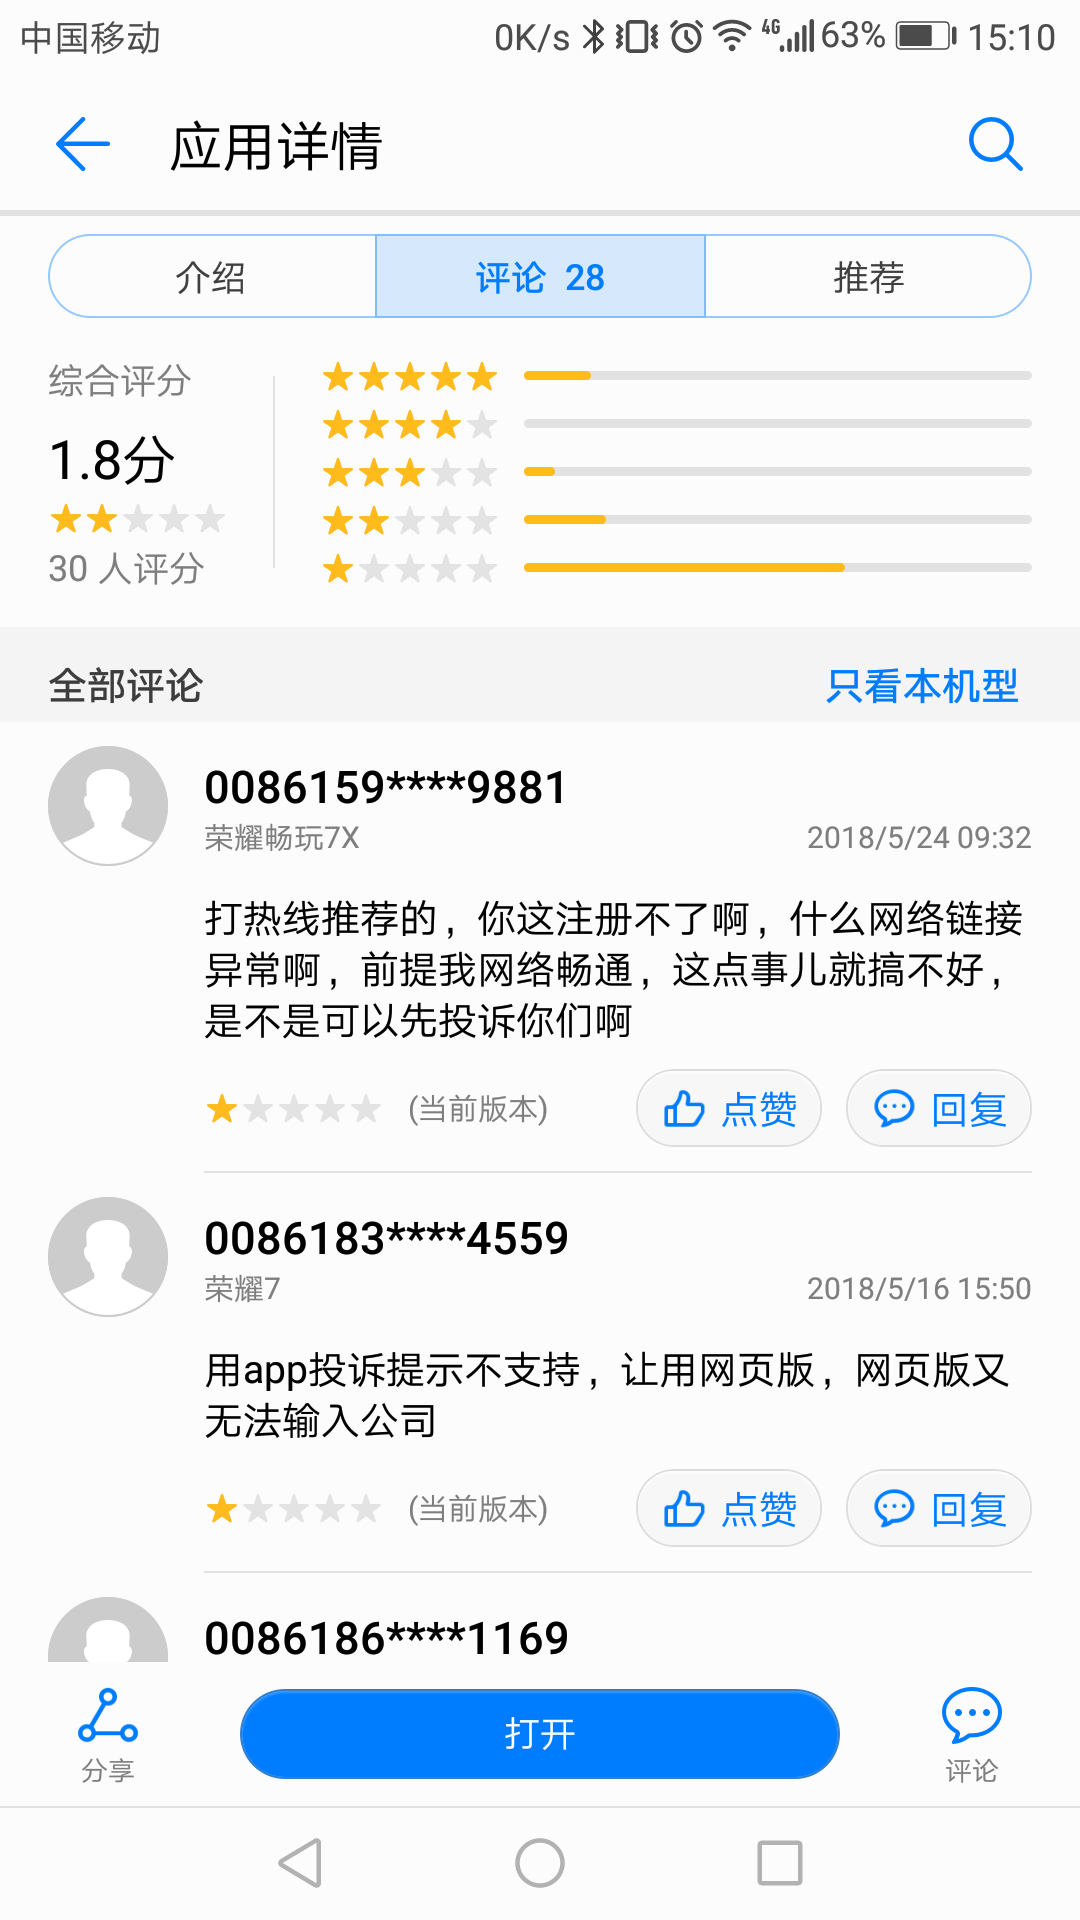 中国移动 0K/s 4G 63% 15:10
应用详情
介绍 评论 28 推荐
综合评分
1.8分
30 人评分
全部评论 只看本机型
0086159****9881
荣耀畅玩7X 2018/5/24 09:32
打热线推荐的，你这注册不了啊，什么网络链接
异常啊，前提我网络畅通，这点事儿就搞不好，
是不是可以先投诉你们啊
(当前版本) 点赞 回复
0086183****4559
荣耀7 2018/5/16 15:50
用app投诉提示不支持，让用网页版，网页版又
无法输入公司
(当前版本) 点赞 回复
0086186****1169
分享 打开 评论